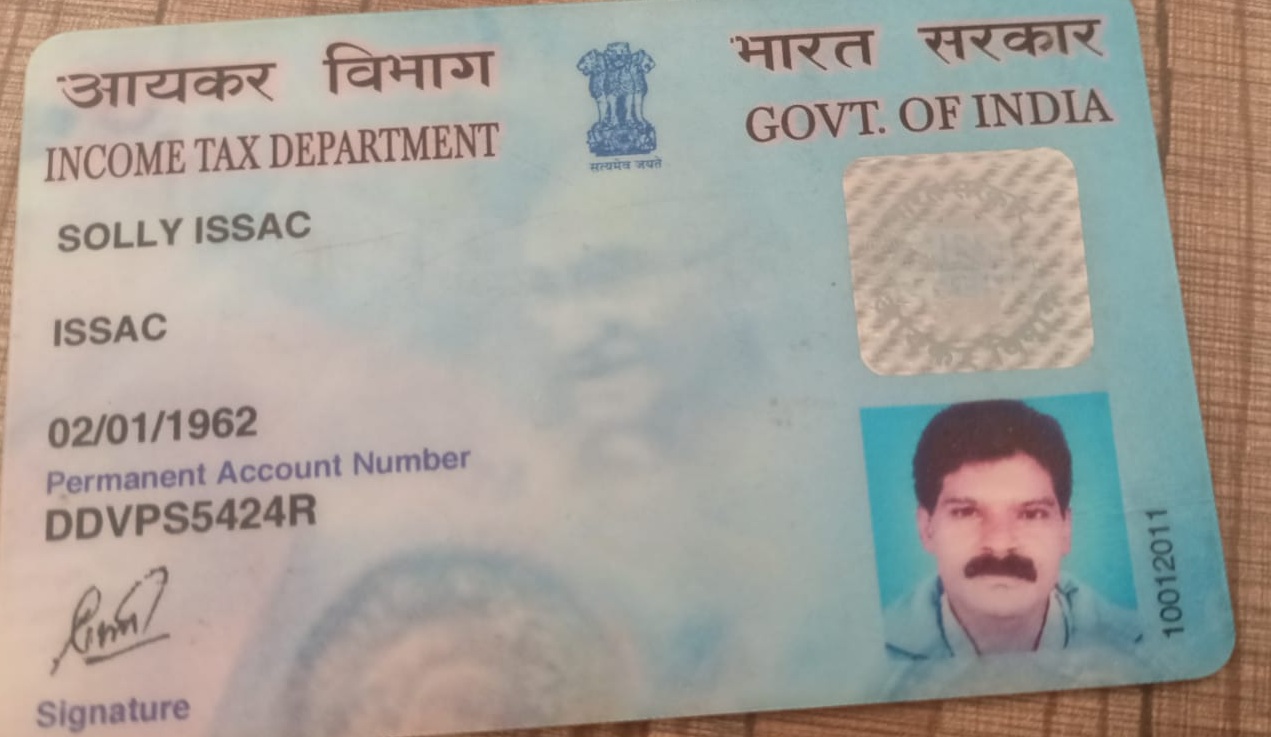 आयकर विभाग
INCOME TAX DEPARTMENT
सत्यमेव जयते
भारत सरकार
GOVT. OF INDIA
SOLLY ISSAC
ISSAC
02/01/1962
Permanent Account Number
DDVPS5424R
Signature
10012011